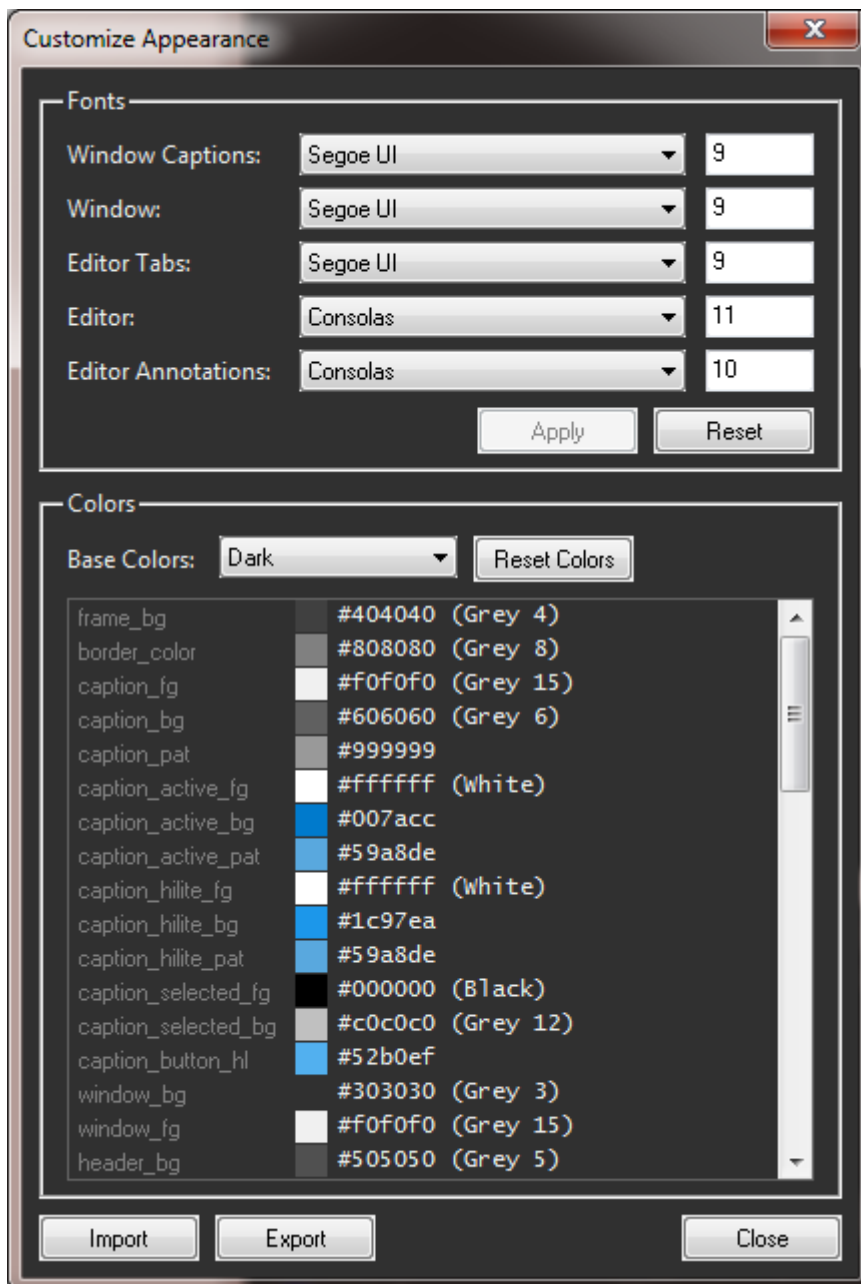 Customize Appearance
Fonts
Window Captions: Segoe UI 9
Window: Segoe UI 9
Editor Tabs: Segoe UI 9
Editor: Consolas 11
Editor Annotations: Consolas 10
Apply Reset
Colors
Base Colors: Dark Reset Colors
frame_bg #404040 (Grey 4)
border_color #808080 (Grey 8)
caption_fg #f0f0f0 (Grey 15)
caption_bg #606060 (Grey 6)
caption_pat #999999
caption_active_fg #ffffff (White)
caption_active_bg #007acc
caption_active_pat #59a8de
caption_hilite_fg #ffffff (White)
caption_hilite_bg #1c97ea
caption_hilite_pat #59a8de
caption_selected_fg #000000 (Black)
caption_selected_bg #c0c0c0 (Grey 12)
caption_button_hl #52b0ef
window_bg #303030 (Grey 3)
window_fg #f0f0f0 (Grey 15)
header_bg #505050 (Grey 5)
Import Export Close